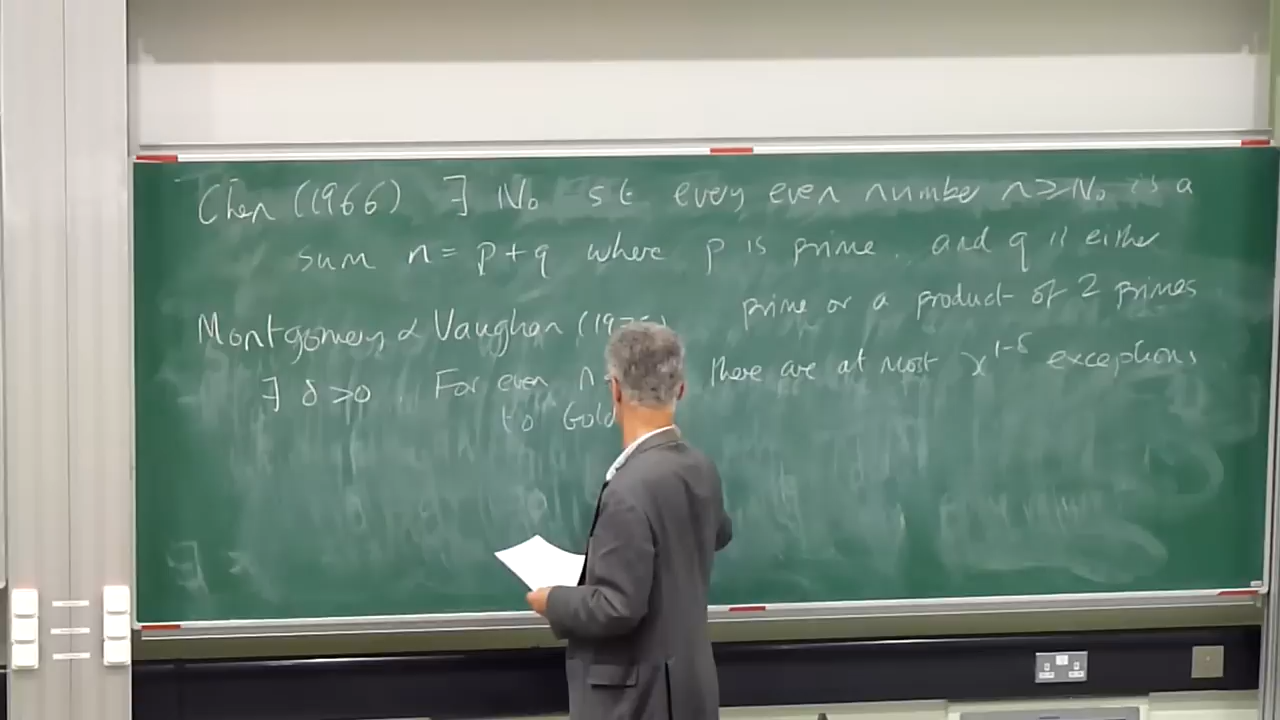 Chen (1966) ∃ N₀ st every even number n ≥ N₀ is a
sum n = p + q where p is prime, and q is either
prime or a product of 2 primes
Montgomery & Vaughan (197
∃ δ > 0. For even n there are at most x^{1-δ} exceptions
to Gold